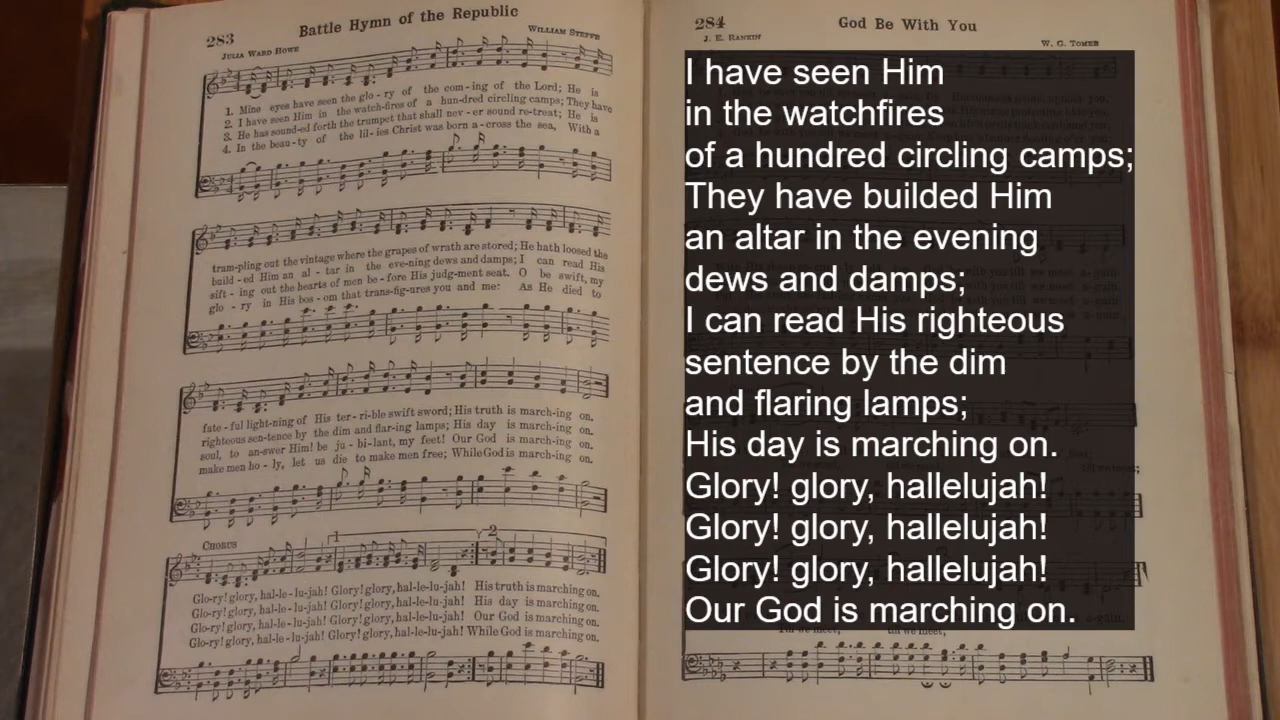 283
Battle Hymn of the Republic
JULIA WARD HOWE
WILLIAM STEFFE
1. Mine eyes have seen the glo - ry of the com - ing of the Lord; He is
2. I have seen Him in the watch-fires of a hun-dred circling camps; They have
3. He has sound-ed forth the trumpet that shall nev - er sound re-treat; He is
4. In the beau - ty of the lil - ies Christ was born a-cross the sea, With a
tram-pling out the vintage where the grapes of wrath are stored; He hath loosed the
build - ed Him an al - tar in the eve-ning dews and damps; I can read His
sift - ing out the hearts of men be - fore His judg-ment seat. O be swift, my
glo - ry in His bos - om that trans-fig-ures you and me: As He died to
fate - ful light-ning of His ter - ri-ble swift sword; His truth is march-ing on.
righteous sen-tence by the dim and flar-ing lamps; His day is march-ing on.
soul, to an-swer Him! be ju - bi-lant, my feet! Our God is march-ing on.
make men ho - ly, let us die to make men free; While God is march-ing on.
CHORUS
1
2
Glo-ry! glory, hal-le-lu-jah! Glory! glory, hal-le-lu-jah! His truth is marching on.
Glo-ry! glory, hal-le-lu-jah! Glory! glory, hal-le-lu-jah! His day is marching on.
Glo-ry! glory, hal-le-lu-jah! Glory! glory, hal-le-lu-jah! Our God is marching on.
Glo-ry! glory, hal-le-lu-jah! Glory! glory, hal-le-lu-jah! While God is marching on.
284
God Be With You
J. E. RANKIN
W. G. TOMER
I have seen Him
in the watchfires
of a hundred circling camps;
They have builded Him
an altar in the evening
dews and damps;
I can read His righteous
sentence by the dim
and flaring lamps;
His day is marching on.
Glory! glory, hallelujah!
Glory! glory, hallelujah!
Glory! glory, hallelujah!
Our God is marching on.